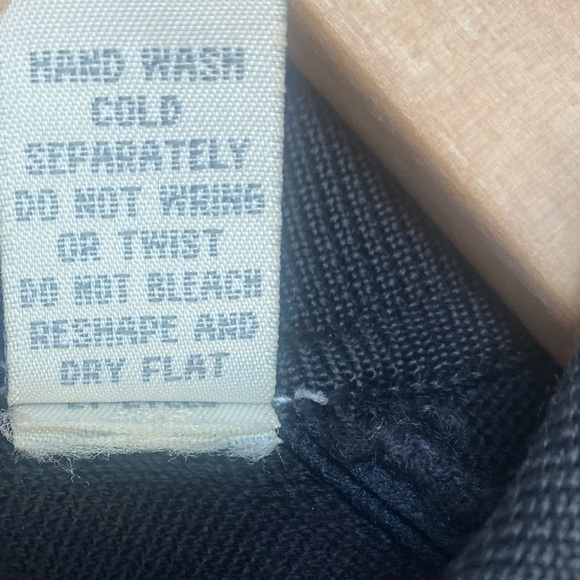 HAND WASH
COLD
SEPARATELY
DO NOT WRING
OR TWIST
DO NOT BLEACH
RESHAPE AND
DRY FLAT